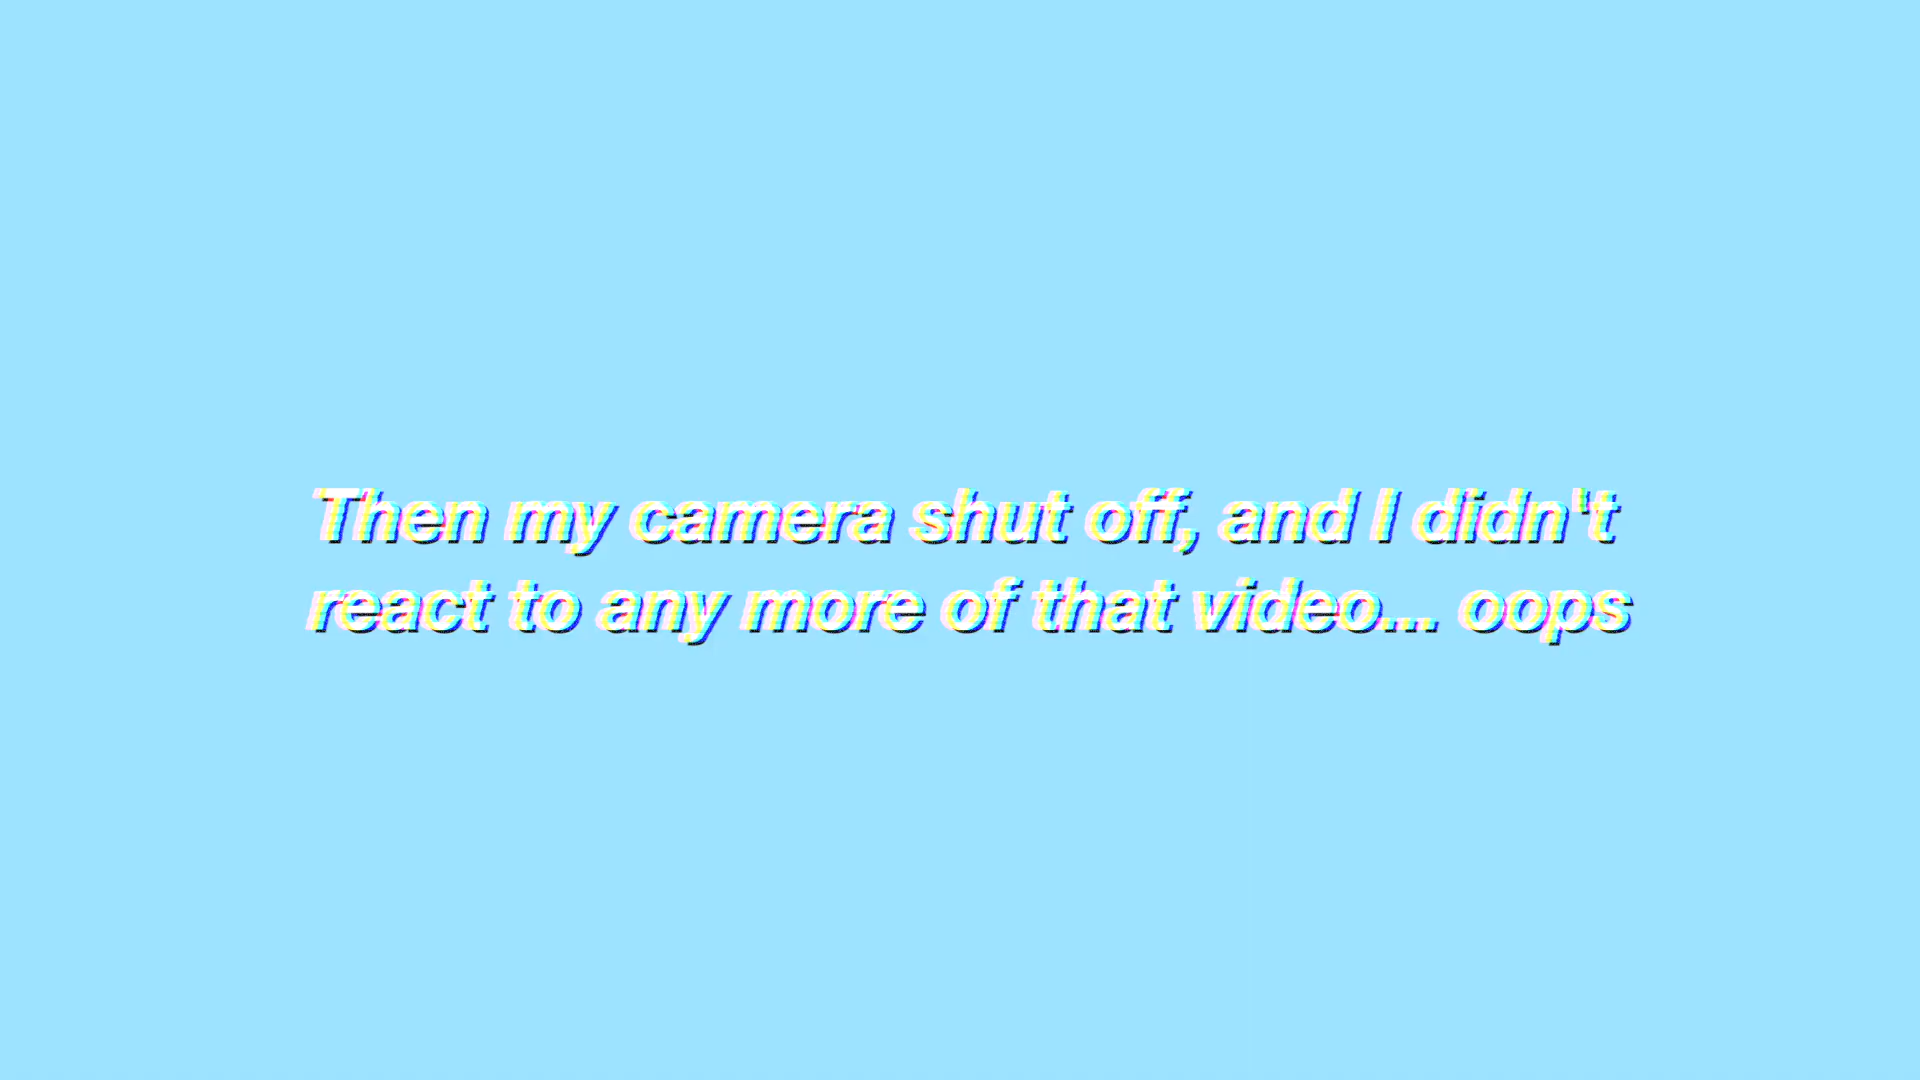 Then my camera shut off, and I didn't
react to any more of that video... oops